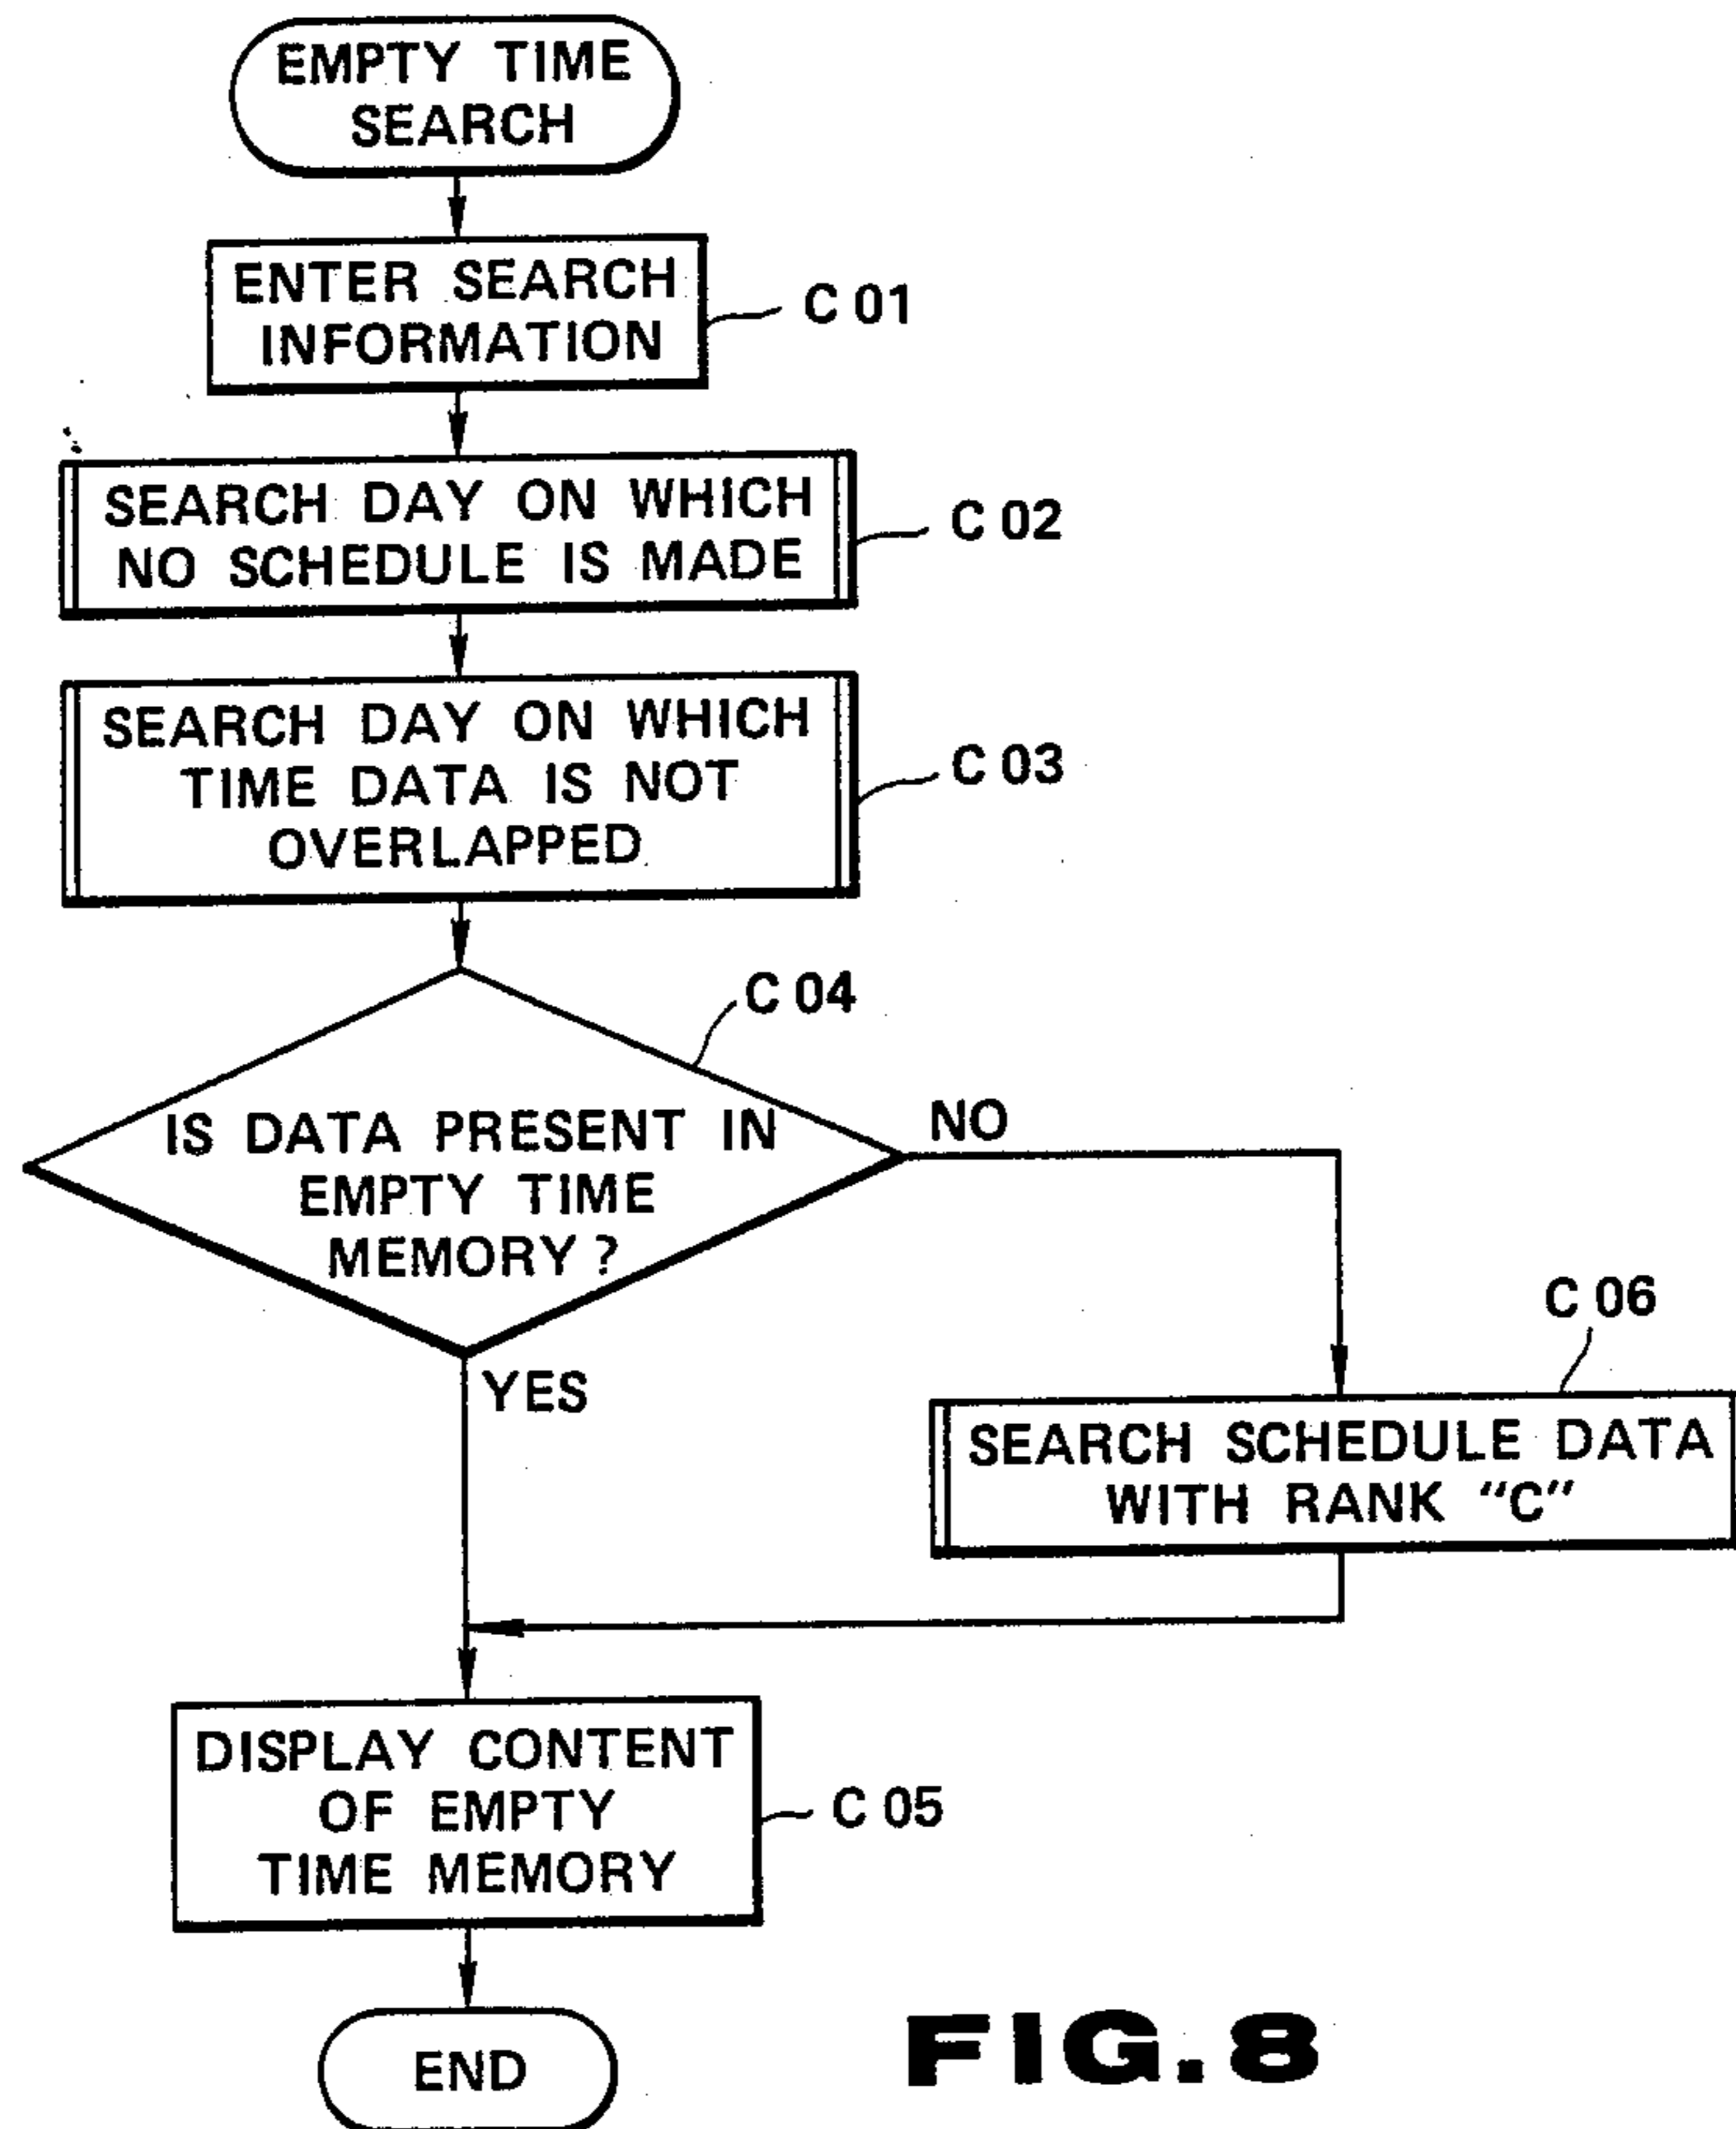 EMPTY TIME
SEARCH
ENTER SEARCH
INFORMATION
C 01
SEARCH DAY ON WHICH
NO SCHEDULE IS MADE
C 02
SEARCH DAY ON WHICH
TIME DATA IS NOT
OVERLAPPED
C 03
C 04
IS DATA PRESENT IN
EMPTY TIME
MEMORY?
NO
YES
C 06
SEARCH SCHEDULE DATA
WITH RANK "C"
DISPLAY CONTENT
OF EMPTY
TIME MEMORY
C 05
END
FIG.8